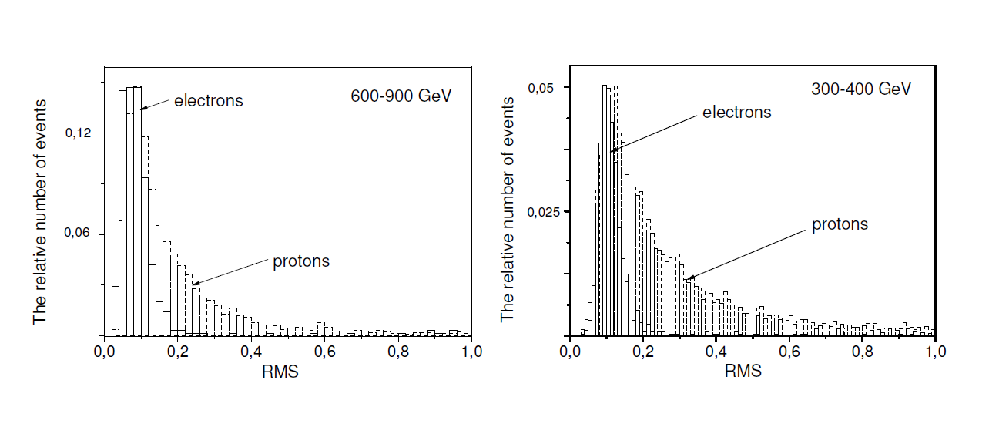 The relative number of events
600-900 GeV
electrons
0,12
0,06
protons
0,0 0,2 0,4 0,6 0,8 1,0
RMS
The relative number of events
300-400 GeV
0,05
electrons
0,025
protons
0,0 0,2 0,4 0,6 0,8 1,0
RMS